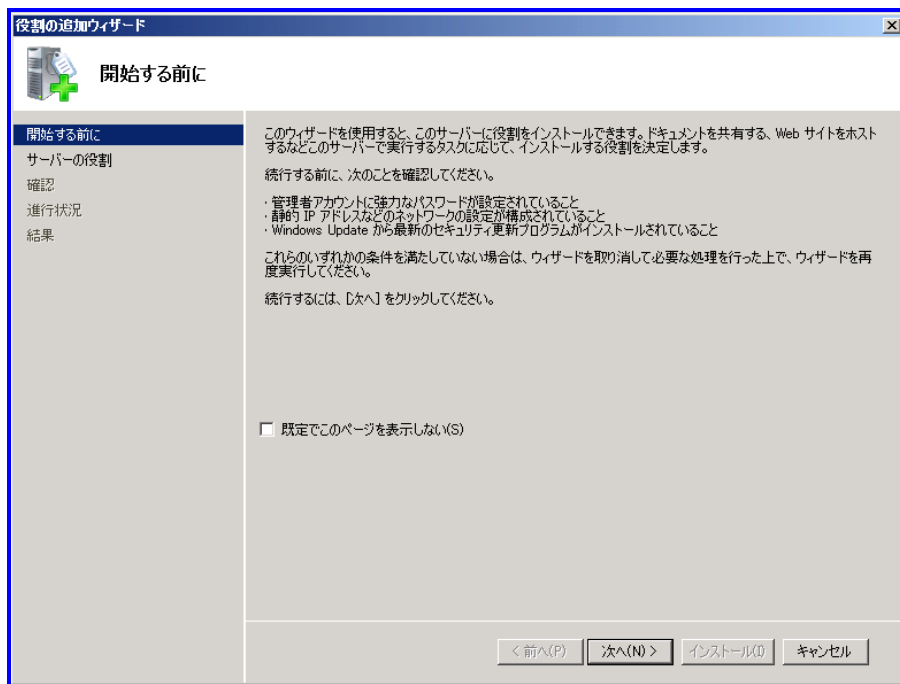 役割の追加ウィザード
開始する前に
開始する前に
サーバーの役割
確認
進行状況
結果
このウィザードを使用すると、このサーバーに役割をインストールできます。ドキュメントを共有する、Web サイトをホスト
するなどこのサーバーで実行するタスクに応じて、インストールする役割を決定します。
続行する前に、次のことを確認してください。
・管理者アカウントに強力なパスワードが設定されていること
・静的 IP アドレスなどのネットワークの設定が構成されていること
・Windows Update から最新のセキュリティ更新プログラムがインストールされていること
これらのいずれかの条件を満たしていない場合は、ウィザードを取り消して必要な処理を行った上で、ウィザードを再
度実行してください。
続行するには、[次へ] をクリックしてください。
既定でこのページを表示しない(S)
< 前へ(P)
次へ(N) >
インストール(I)
キャンセル